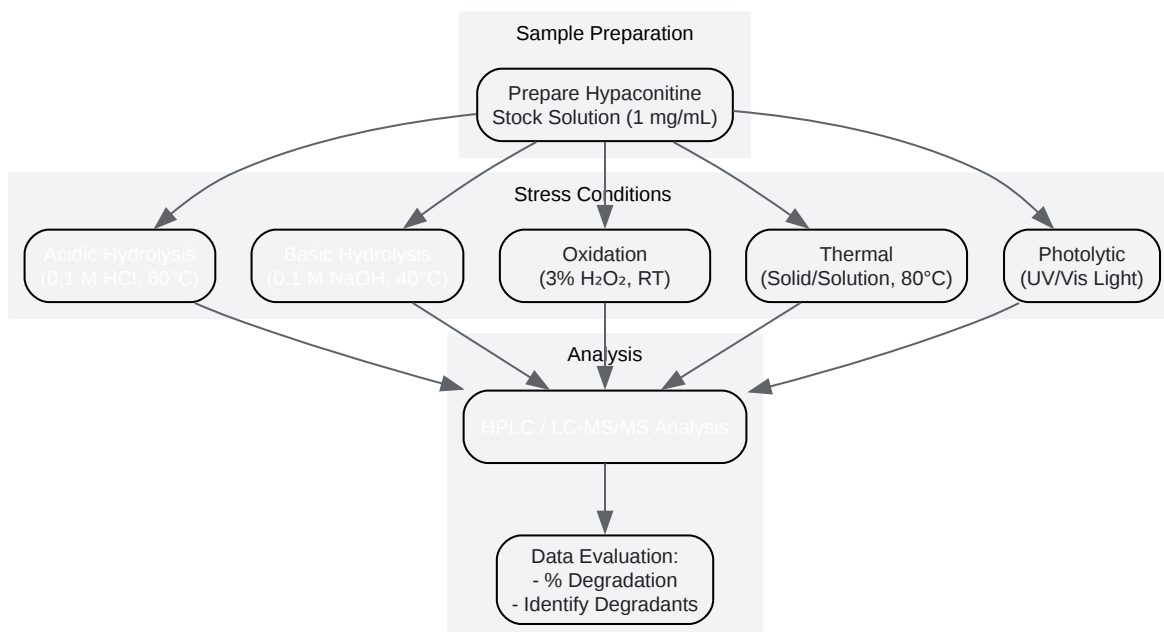 Sample Preparation
Prepare Hypaconitine
Stock Solution (1 mg/mL)
Stress Conditions
Acidic Hydrolysis
(0.1 M HCl, 60°C)
Basic Hydrolysis
(0.1 M NaOH, 40°C)
Oxidation
(3% H₂O₂, RT)
Thermal
(Solid/Solution, 80°C)
Photolytic
(UV/Vis Light)
Analysis
HPLC / LC-MS/MS Analysis
Data Evaluation:
- % Degradation
- Identify Degradants